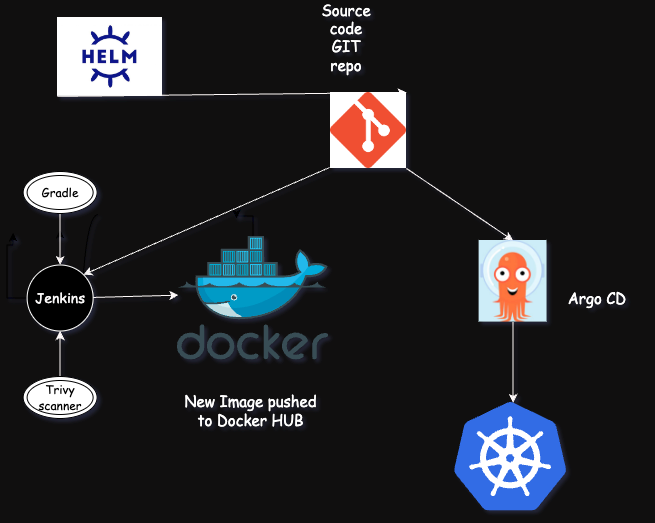 Source
code
GIT
repo
HELM
Gradle
Jenkins
Trivy
scanner
docker
New Image pushed
to Docker HUB
Argo CD